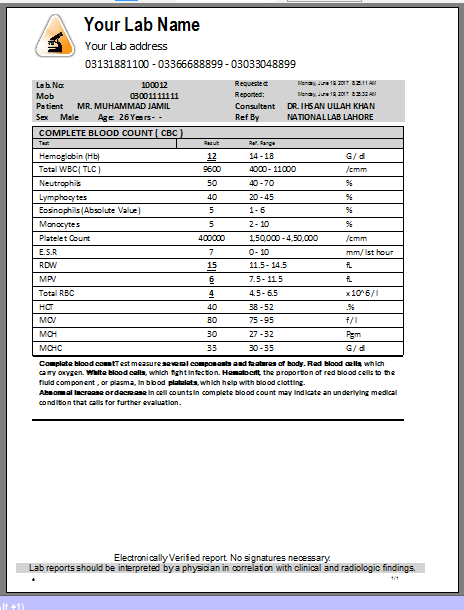 Your Lab Name
Your Lab address
03131881100 - 03366688899 - 03033048899
Lab. No: 100012 Requested: Monday, June 19, 2017
Mob 03001111111 Reported: Monday, June 19, 2017
Patient MR. MUHAMMAD JAMIL Consultant DR. IHSAN ULLAH KHAN
Sex Male Age: 26 Years - - Ref By NATIONAL LAB LAHORE
COMPLETE BLOOD COUNT ( CBC )
Test Result Ref. Range
Hemoglobin (Hb) 12 14 - 18 G / dl
Total WBC ( TLC ) 9600 4000 - 11000 /cmm
Neutrophils 50 40 - 70 %
Lymphocytes 40 20 - 45 %
Eosinophils (Absolute Value) 5 1 - 6 %
Monocytes 5 2 - 10 %
Platelet Count 400000 1,50,000 - 4,50,000 /cmm
E.S.R 7 0 - 10 mm/ Ist hour
RDW 15 11.5 - 14.5 fL
MPV 6 7.5 - 11.5 fL
Total RBC 4 4.5 - 6.5 x10^6 / l
HCT 40 38 - 52 .%
MCV 80 75 - 95 f / l
MCH 30 27 - 32 Pgm
MCHC 33 30 - 35 G / dl
Complete blood count Test measure several components and features of body. Red blood cells, which
carry oxygen. White blood cells, which fight infection. Hematocrit, the proportion of red blood cells to the
fluid component , or plasma, in blood platelets, which help with blood clotting.
Abnormal increase or decrease in cell counts in complete blood count may indicate an underlying medical
condition that calls for further evaluation.
Electronically Verified report. No signatures necessary.
Lab reports should be interpreted by a physician in correlation with clinical and radiologic findings.
1/1
lt +1)